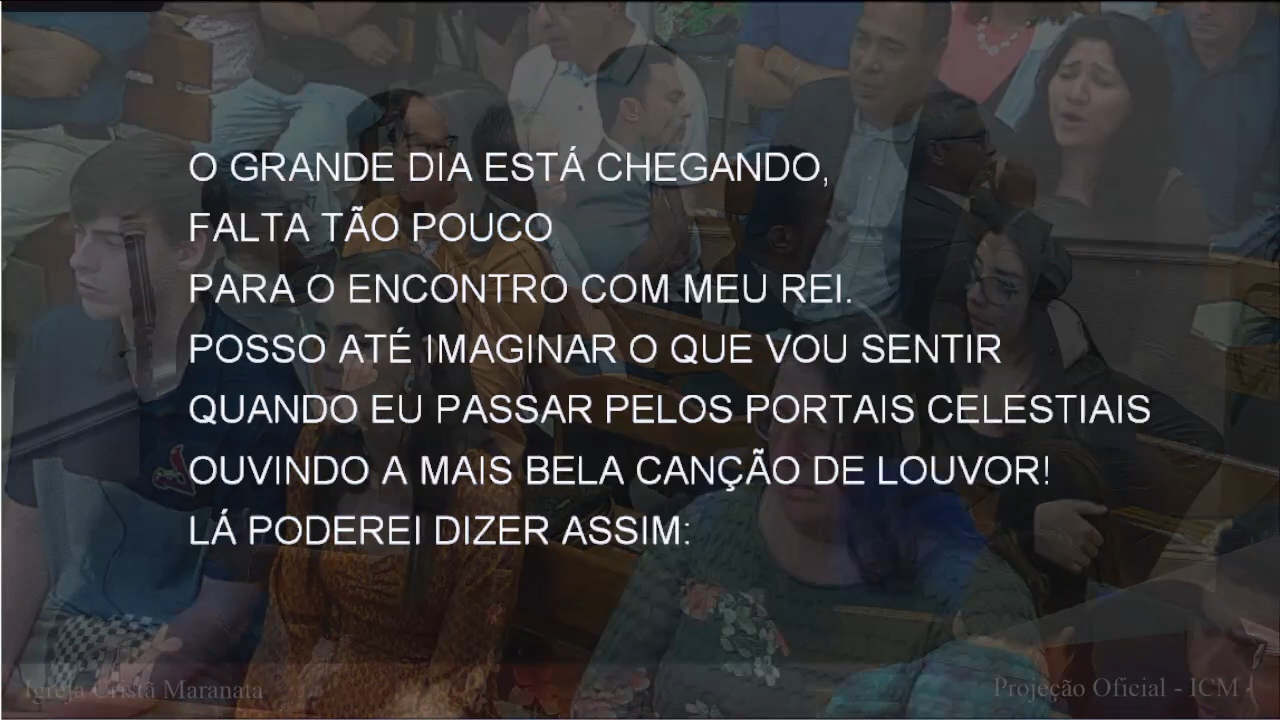 O GRANDE DIA ESTÁ CHEGANDO,
FALTA TÃO POUCO
PARA O ENCONTRO COM MEU REI.
POSSO ATÉ IMAGINAR O QUE VOU SENTIR
QUANDO EU PASSAR PELOS PORTAIS CELESTIAIS
OUVINDO A MAIS BELA CANÇÃO DE LOUVOR!
LÁ PODEREI DIZER ASSIM:
Igreja Cristã Maranata
Projeção Oficial - ICM -